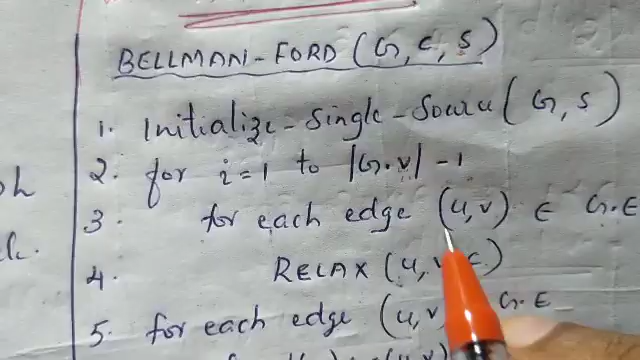 BELLMAN-FORD (G, C, S)
1. Initialize-Single-Source (G, S)
2. for i=1 to |G.V| -1
3. for each edge (u,v) ∈ G.E
4. RELAX (u, v, c)
5. for each edge (u,v) G.E